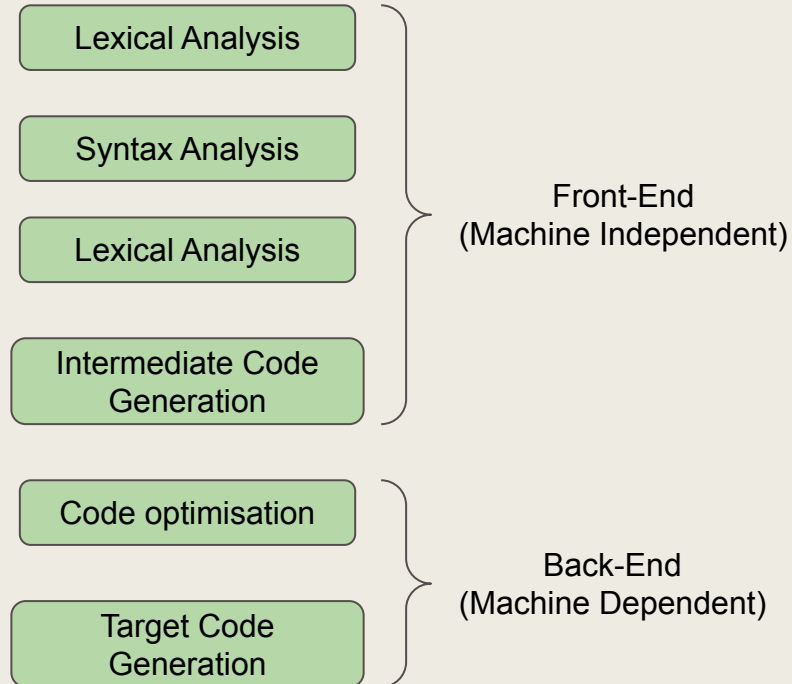 Lexical Analysis
Syntax Analysis
Lexical Analysis
Intermediate Code
Generation
Front-End
(Machine Independent)
Code optimisation
Target Code
Generation
Back-End
(Machine Dependent)